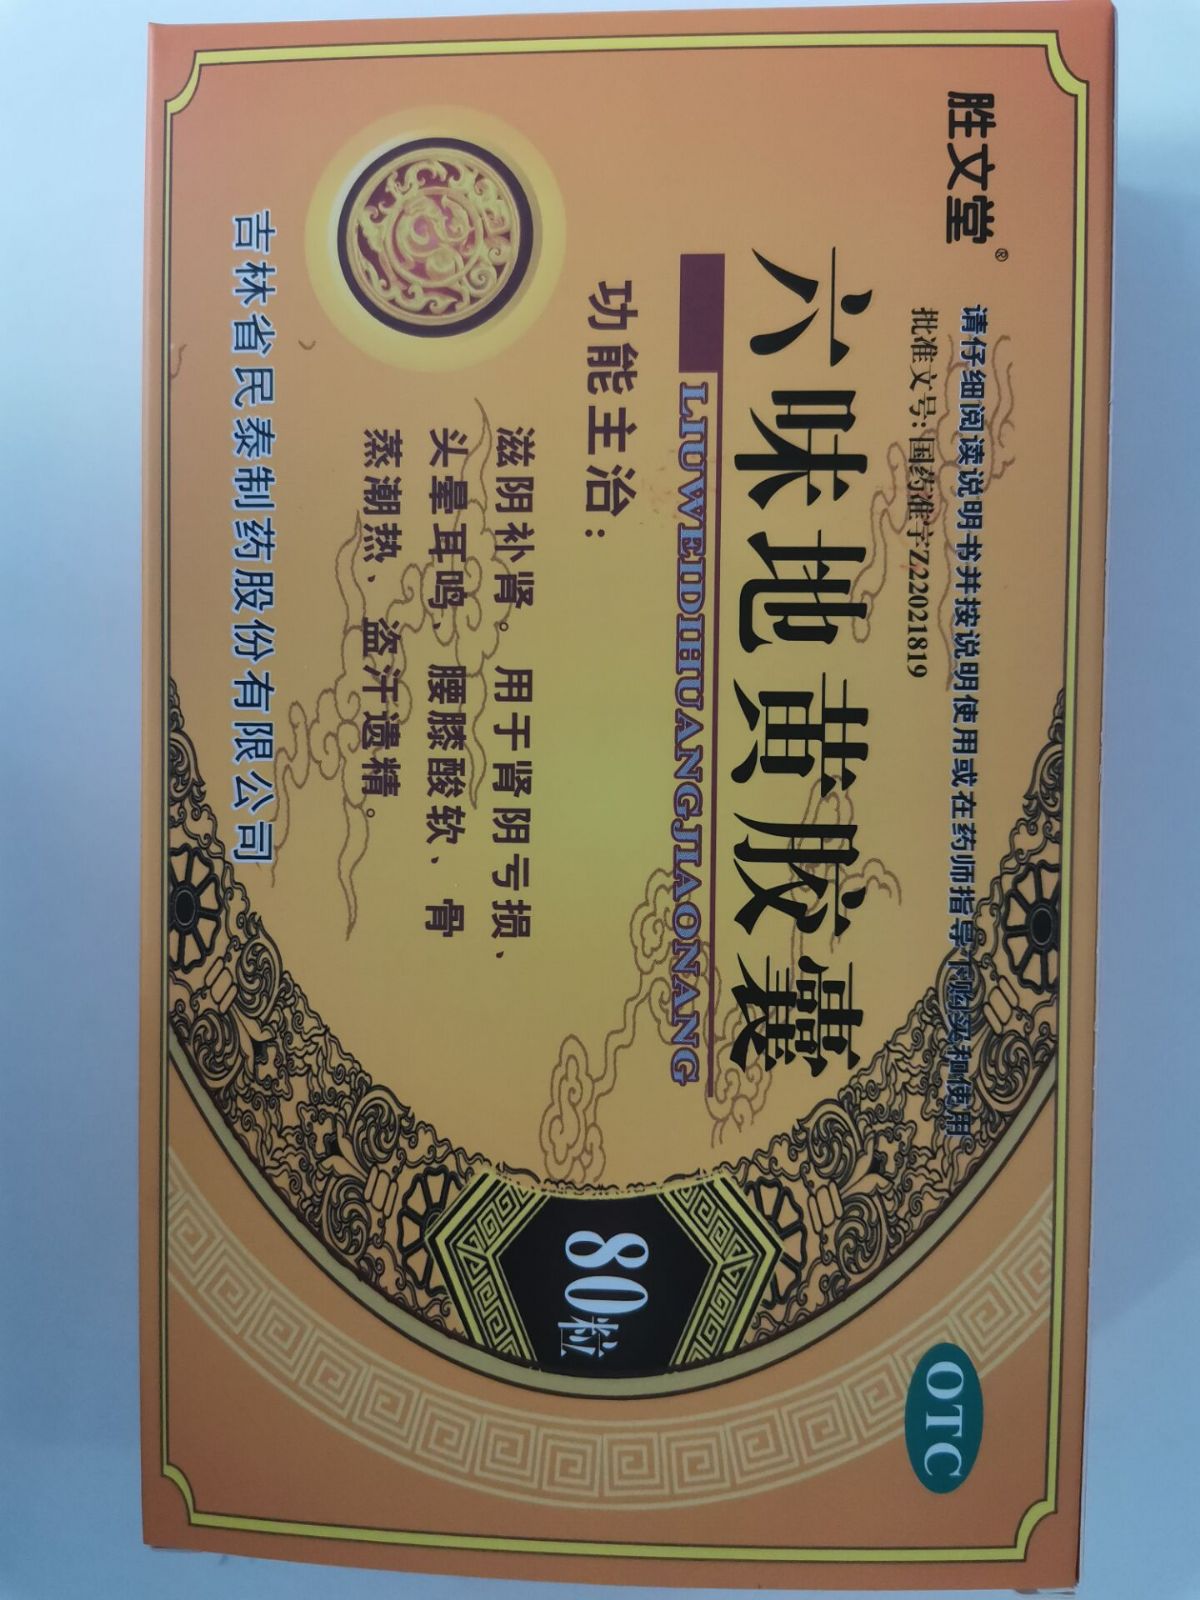 胜文堂®
请仔细阅读说明书并按说明使用或在药师指导下购买和使用
批准文号:国药准字Z22021819
六味地黄胶囊
LIUWEIDIHUANGJIAONANG
功能主治:
滋阴补肾。用于肾阴亏损、
头晕耳鸣、腰膝酸软、骨
蒸潮热、盗汗遗精。
吉林省民泰制药股份有限公司
80粒
OTC